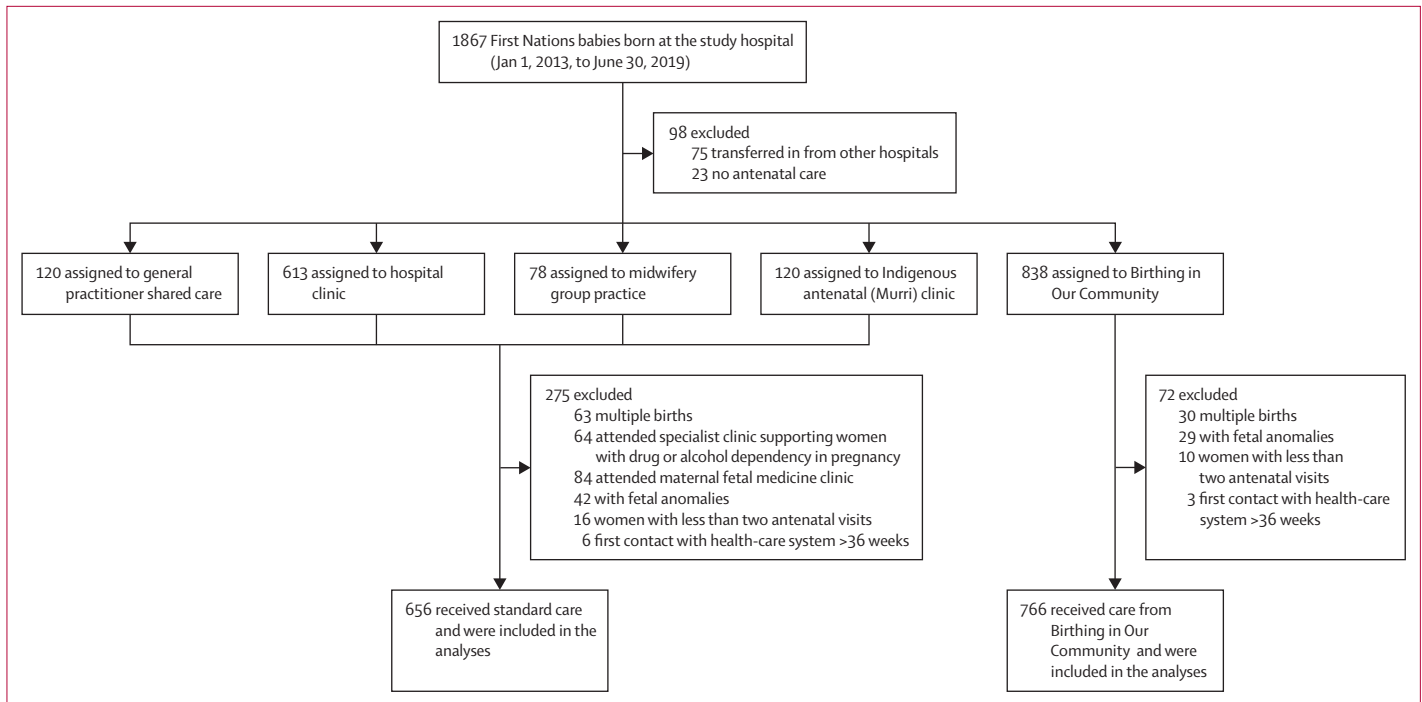 1867 First Nations babies born at the study hospital
(Jan 1, 2013, to June 30, 2019)
98 excluded
75 transferred in from other hospitals
23 no antenatal care
120 assigned to general
practitioner shared care
613 assigned to hospital
clinic
78 assigned to midwifery
group practice
120 assigned to Indigenous
antenatal (Murri) clinic
838 assigned to Birthing in
Our Community
275 excluded
63 multiple births
64 attended specialist clinic supporting women
with drug or alcohol dependency in pregnancy
84 attended maternal fetal medicine clinic
42 with fetal anomalies
16 women with less than two antenatal visits
6 first contact with health-care system >36 weeks
72 excluded
30 multiple births
29 with fetal anomalies
10 women with less than
two antenatal visits
3 first contact with health-care
system >36 weeks
656 received standard care
and were included in the
analyses
766 received care from
Birthing in Our
Community and were
included in the analyses